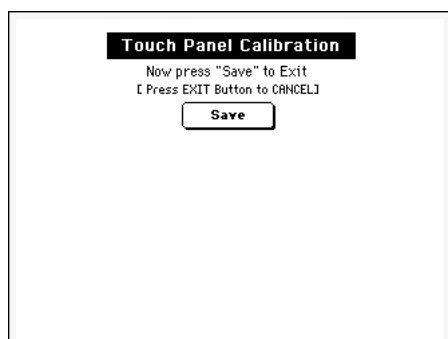 Touch Panel Calibration
Now press "Save" to Exit
[ Press EXIT Button to CANCEL]
Save